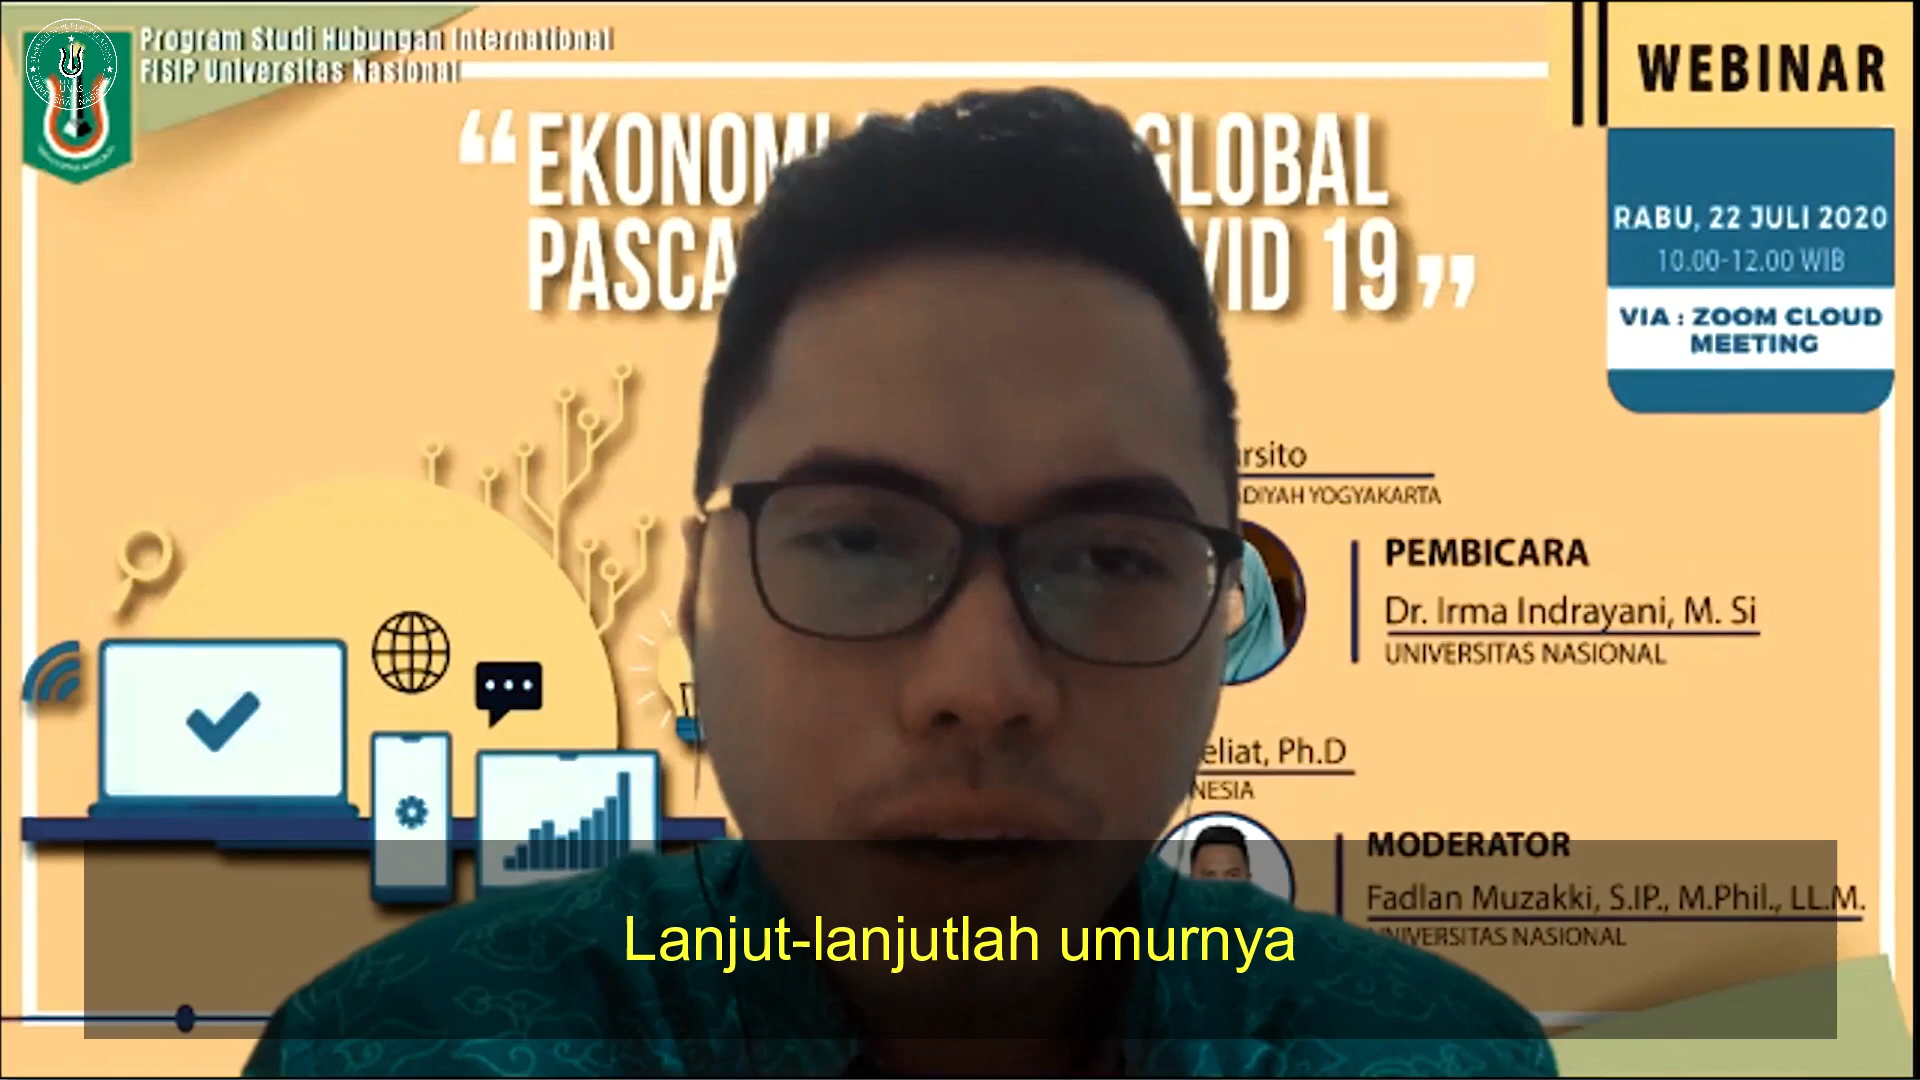 Program Studi Hubungan International
FISIP Universitas Nasional
WEBINAR
“EKONOMI GLOBAL
PASCA VID 19”
RABU, 22 JULI 2020
10.00-12.00 WIB
VIA : ZOOM CLOUD
MEETING
rsito
DIYAH YOGYAKARTA
PEMBICARA
Dr. Irma Indrayani, M. Si
UNIVERSITAS NASIONAL
eliat, Ph.D
NESIA
MODERATOR
Fadlan Muzakki, S.IP., M.Phil., LL.M.
UNIVERSITAS NASIONAL
Lanjut-lanjutlah umurnya